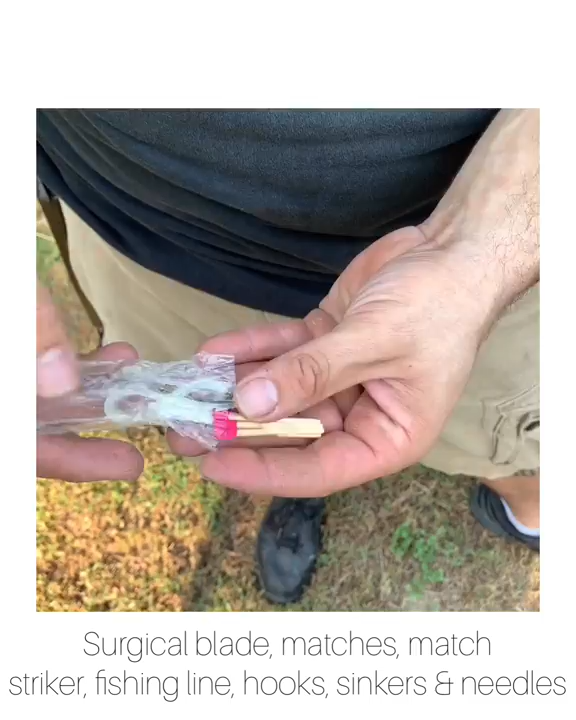 Surgical blade, matches, match
striker, fishing line, hooks, sinkers & needles